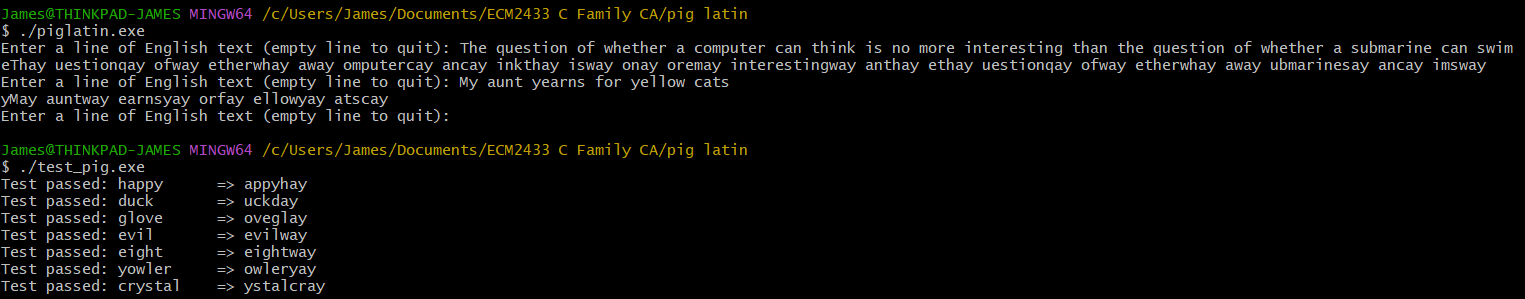 James@THINKPAD-JAMES MINGW64 /c/Users/James/Documents/ECM2433 C Family CA/pig latin
$ ./piglatin.exe
Enter a line of English text (empty line to quit): The question of whether a computer can think is no more interesting than the question of whether a submarine can swim
eThay uestionqay ofway etherwhay away omputercay ancay inkthay isway onay oremay interestingway anthay ethay uestionqay ofway etherwhay away ubmarinesay ancay imsway
Enter a line of English text (empty line to quit): My aunt yearns for yellow cats
yMay auntway earnsyay orfay ellowyay atscay
Enter a line of English text (empty line to quit):
James@THINKPAD-JAMES MINGW64 /c/Users/James/Documents/ECM2433 C Family CA/pig latin
$ ./test_pig.exe
Test passed: happy => appyhay
Test passed: duck => uckday
Test passed: glove => oveglay
Test passed: evil => evilway
Test passed: eight => eightway
Test passed: yowler => owleryay
Test passed: crystal => ystalcray